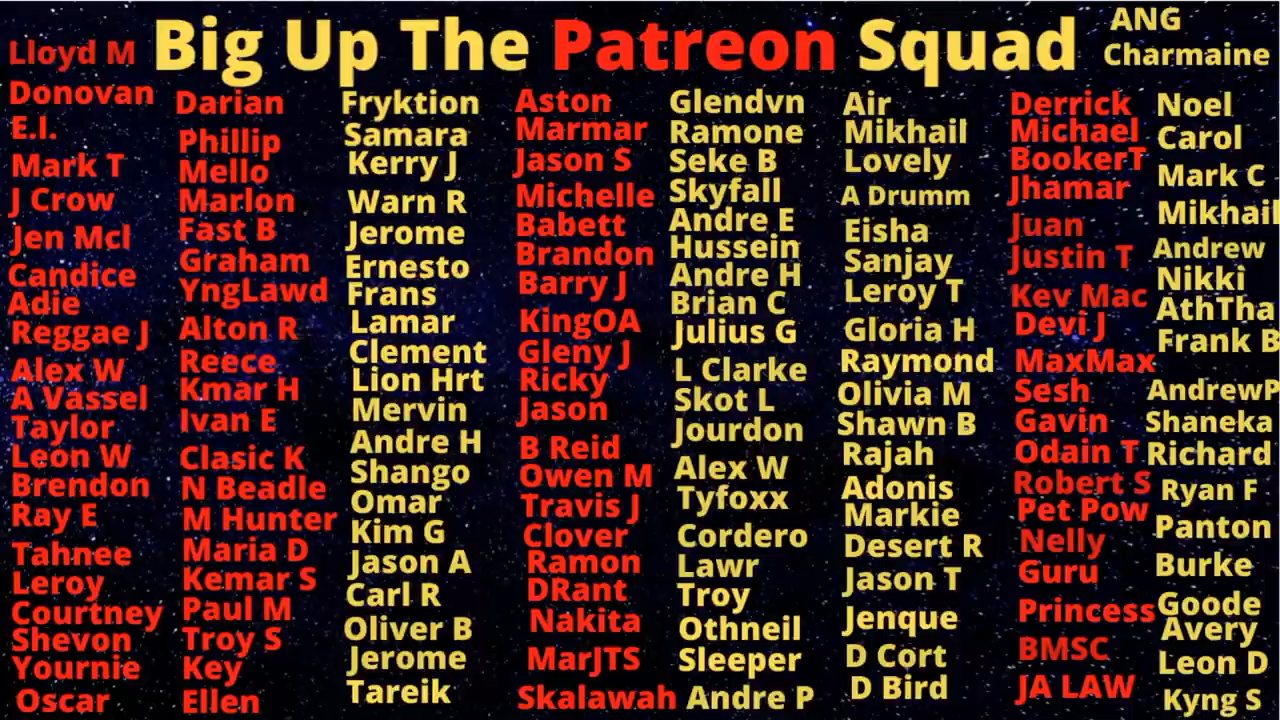 Big Up The Patreon Squad
Lloyd M
Donovan
E.I.
Mark T
J Crow
Jen Mcl
Candice
Adie
Reggae J
Alex W
A Vassel
Taylor
Leon W
Brendon
Ray E
Tahnee
Leroy
Courtney
Shevon
Yournie
Oscar
Darian
Phillip
Mello
Marlon
Fast B
Graham
YngLawd
Alton R
Reece
Kmar H
Ivan E
Clasic K
N Beadle
M Hunter
Maria D
Kemar S
Paul M
Troy S
Key
Ellen
Fryktion
Samara
Kerry J
Warn R
Jerome
Ernesto
Frans
Lamar
Clement
Lion Hrt
Mervin
Andre H
Shango
Omar
Kim G
Jason A
Carl R
Oliver B
Jerome
Tareik
Aston
Marmar
Jason S
Michelle
Babett
Brandon
Barry J
KingOA
Gleny J
Ricky
Jason
B Reid
Owen M
Travis J
Clover
Ramon
DRant
Nakita
MarJTS
Skalawah
Glendvn
Ramone
Seke B
Skyfall
Andre E
Hussein
Andre H
Brian C
Julius G
L Clarke
Skot L
Jourdon
Alex W
Tyfoxx
Cordero
Lawr
Troy
Othneil
Sleeper
Andre P
Air
Mikhail
Lovely
A Drumm
Eisha
Sanjay
Leroy T
Gloria H
Raymond
Olivia M
Shawn B
Rajah
Adonis
Markie
Desert R
Jason T
Jenque
D Cort
D Bird
Derrick
Michael
BookerT
Jhamar
Juan
Justin T
Kev Mac
Devi J
MaxMax
Sesh
Gavin
Odain T
Robert S
Pet Pow
Nelly
Guru
Princess
BMSC
JA LAW
ANG
Charmaine
Noel
Carol
Mark C
Mikhail
Andrew
Nikki
AthTha
Frank B
AndrewP
Shaneka
Richard
Ryan F
Panton
Burke
Goode
Avery
Leon D
Kyng S